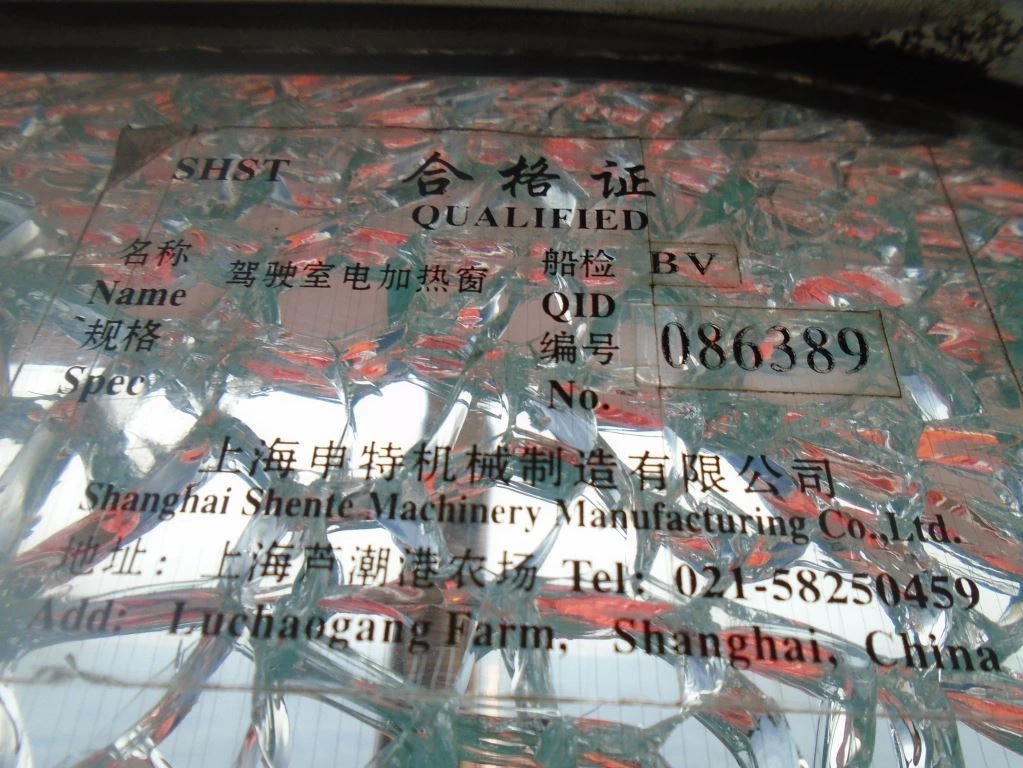 SHST 合格证
QUALIFIED
名称 驾驶室电加热窗 船检 BV
Name QID
规格 编号 086389
Spec No.
上海申特机械制造有限公司
Shanghai Shente Machinery Manufacturing Co.,Ltd.
地址：上海芦潮港农场 Tel：021-58250459
Add：Luchaogang Farm, Shanghai, China